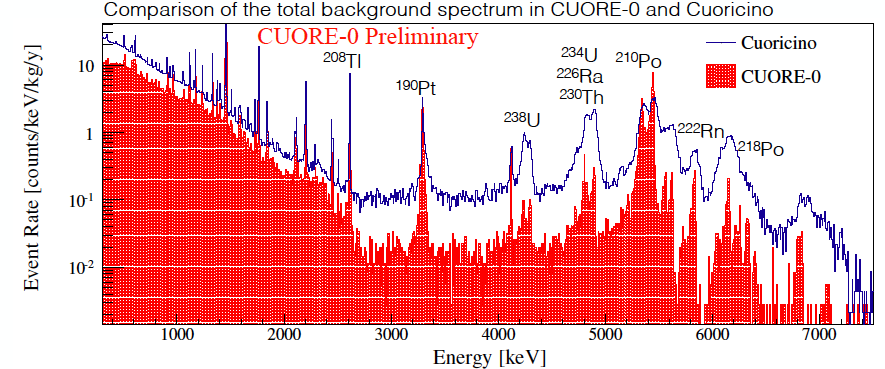 Comparison of the total background spectrum in CUORE-0 and Cuoricino
CUORE-0 Preliminary
Cuoricino
CUORE-0
²⁰⁸Tl
¹⁹⁰Pt
²³⁸U
²³⁴U
²²⁶Ra
²³⁰Th
²¹⁰Po
²²²Rn
²¹⁸Po
Event Rate [counts/keV/kg/y]
10
1
10⁻¹
10⁻²
1000 2000 3000 4000 5000 6000 7000
Energy [keV]